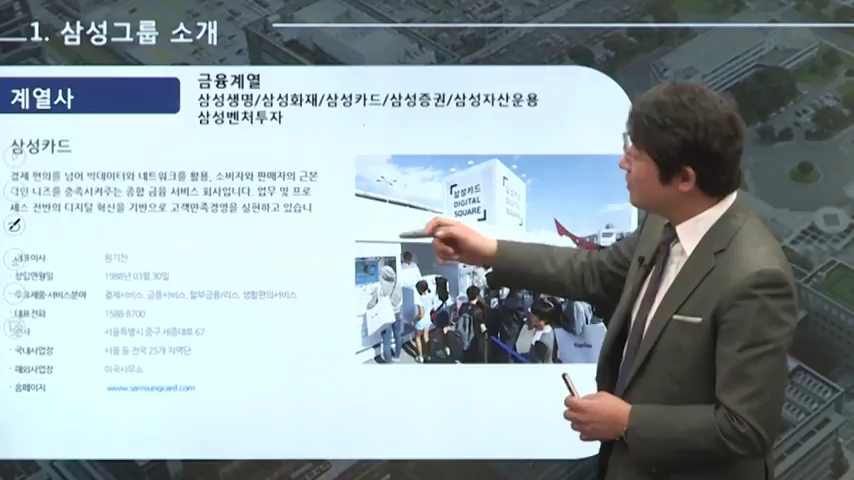 1. 삼성그룹 소개
계열사
금융계열
삼성생명/삼성화재/삼성카드/삼성증권/삼성자산운용
삼성벤처투자
삼성카드
결제 편의를 넘어 빅데이터와 네트워크를 활용, 소비자와 판매자의 근본
니즈를 충족시켜주는 종합 금융 서비스 회사입니다. 업무 및 프로
세스 전반의 디지털 혁신을 기반으로 고객만족경영을 실현하고 있습니
삼성카드
DIGITAL
SQUARE
대표이사 원기찬
1988년 03월 30일
주요제품·서비스분야 결제서비스, 금융서비스, 할부금융/리스, 생활편의서비스
· 대표전화 1588-8700
서울특별시 중구 세종대로 67
· 국내사업장 서울 등 전국 25개 지역단
· 해외사업장 미국사무소
· 홈페이지 www.samsungcard.com